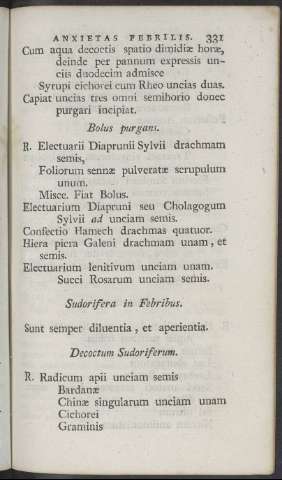 ANXIETAS FEBRILIS. 331
Cum aqua decoctis spatio dimidiæ horæ,
deinde per pannum expressis un-
ciis duodecim admisce
Syrupi cichorei cum Rheo uncias duas.
Capiat uncias tres omni semihorio donec
purgari incipiat.
Bolus purgans.
R. Electuarii Diaprunii Sylvii drachmam
semis,
Foliorum sennæ pulveratæ scrupulum
unum.
Misce. Fiat Bolus.
Electuarium Diapruni seu Cholagogum
Sylvii ad unciam semis.
Confectio Hamech drachmas quatuor.
Hiera picra Galeni drachmam unam, et
semis.
Electuarium lenitivum unciam unam.
Succi Rosarum unciam semis.
Sudorifera in Febribus.
Sunt semper diluentia, et aperientia.
Decoctum Sudoriferum.
R. Radicum apii unciam semis
Bardanæ
Chinæ singularum unciam unam
Cichorei
Graminis